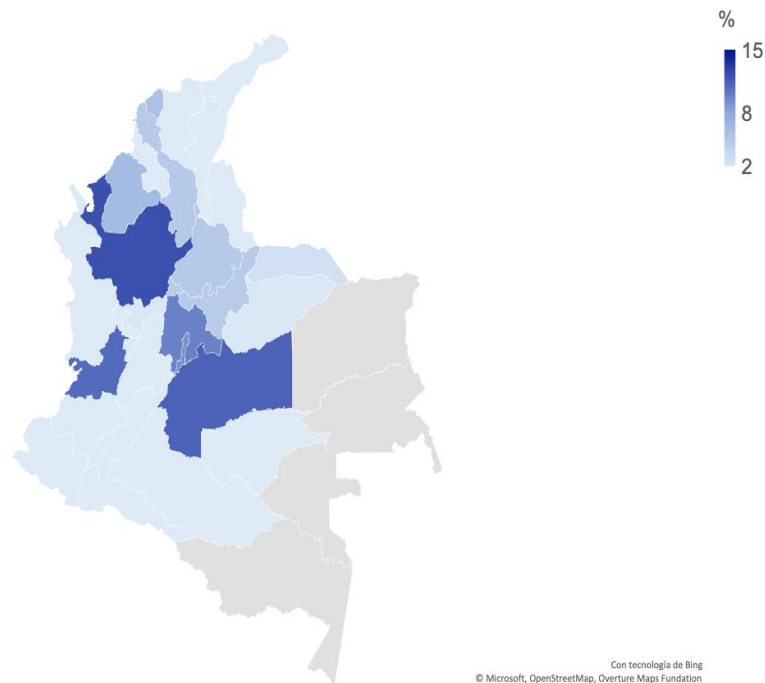 %
15
8
2
Con tecnología de Bing
© Microsoft, OpenStreetMap, Overture Maps Fundation